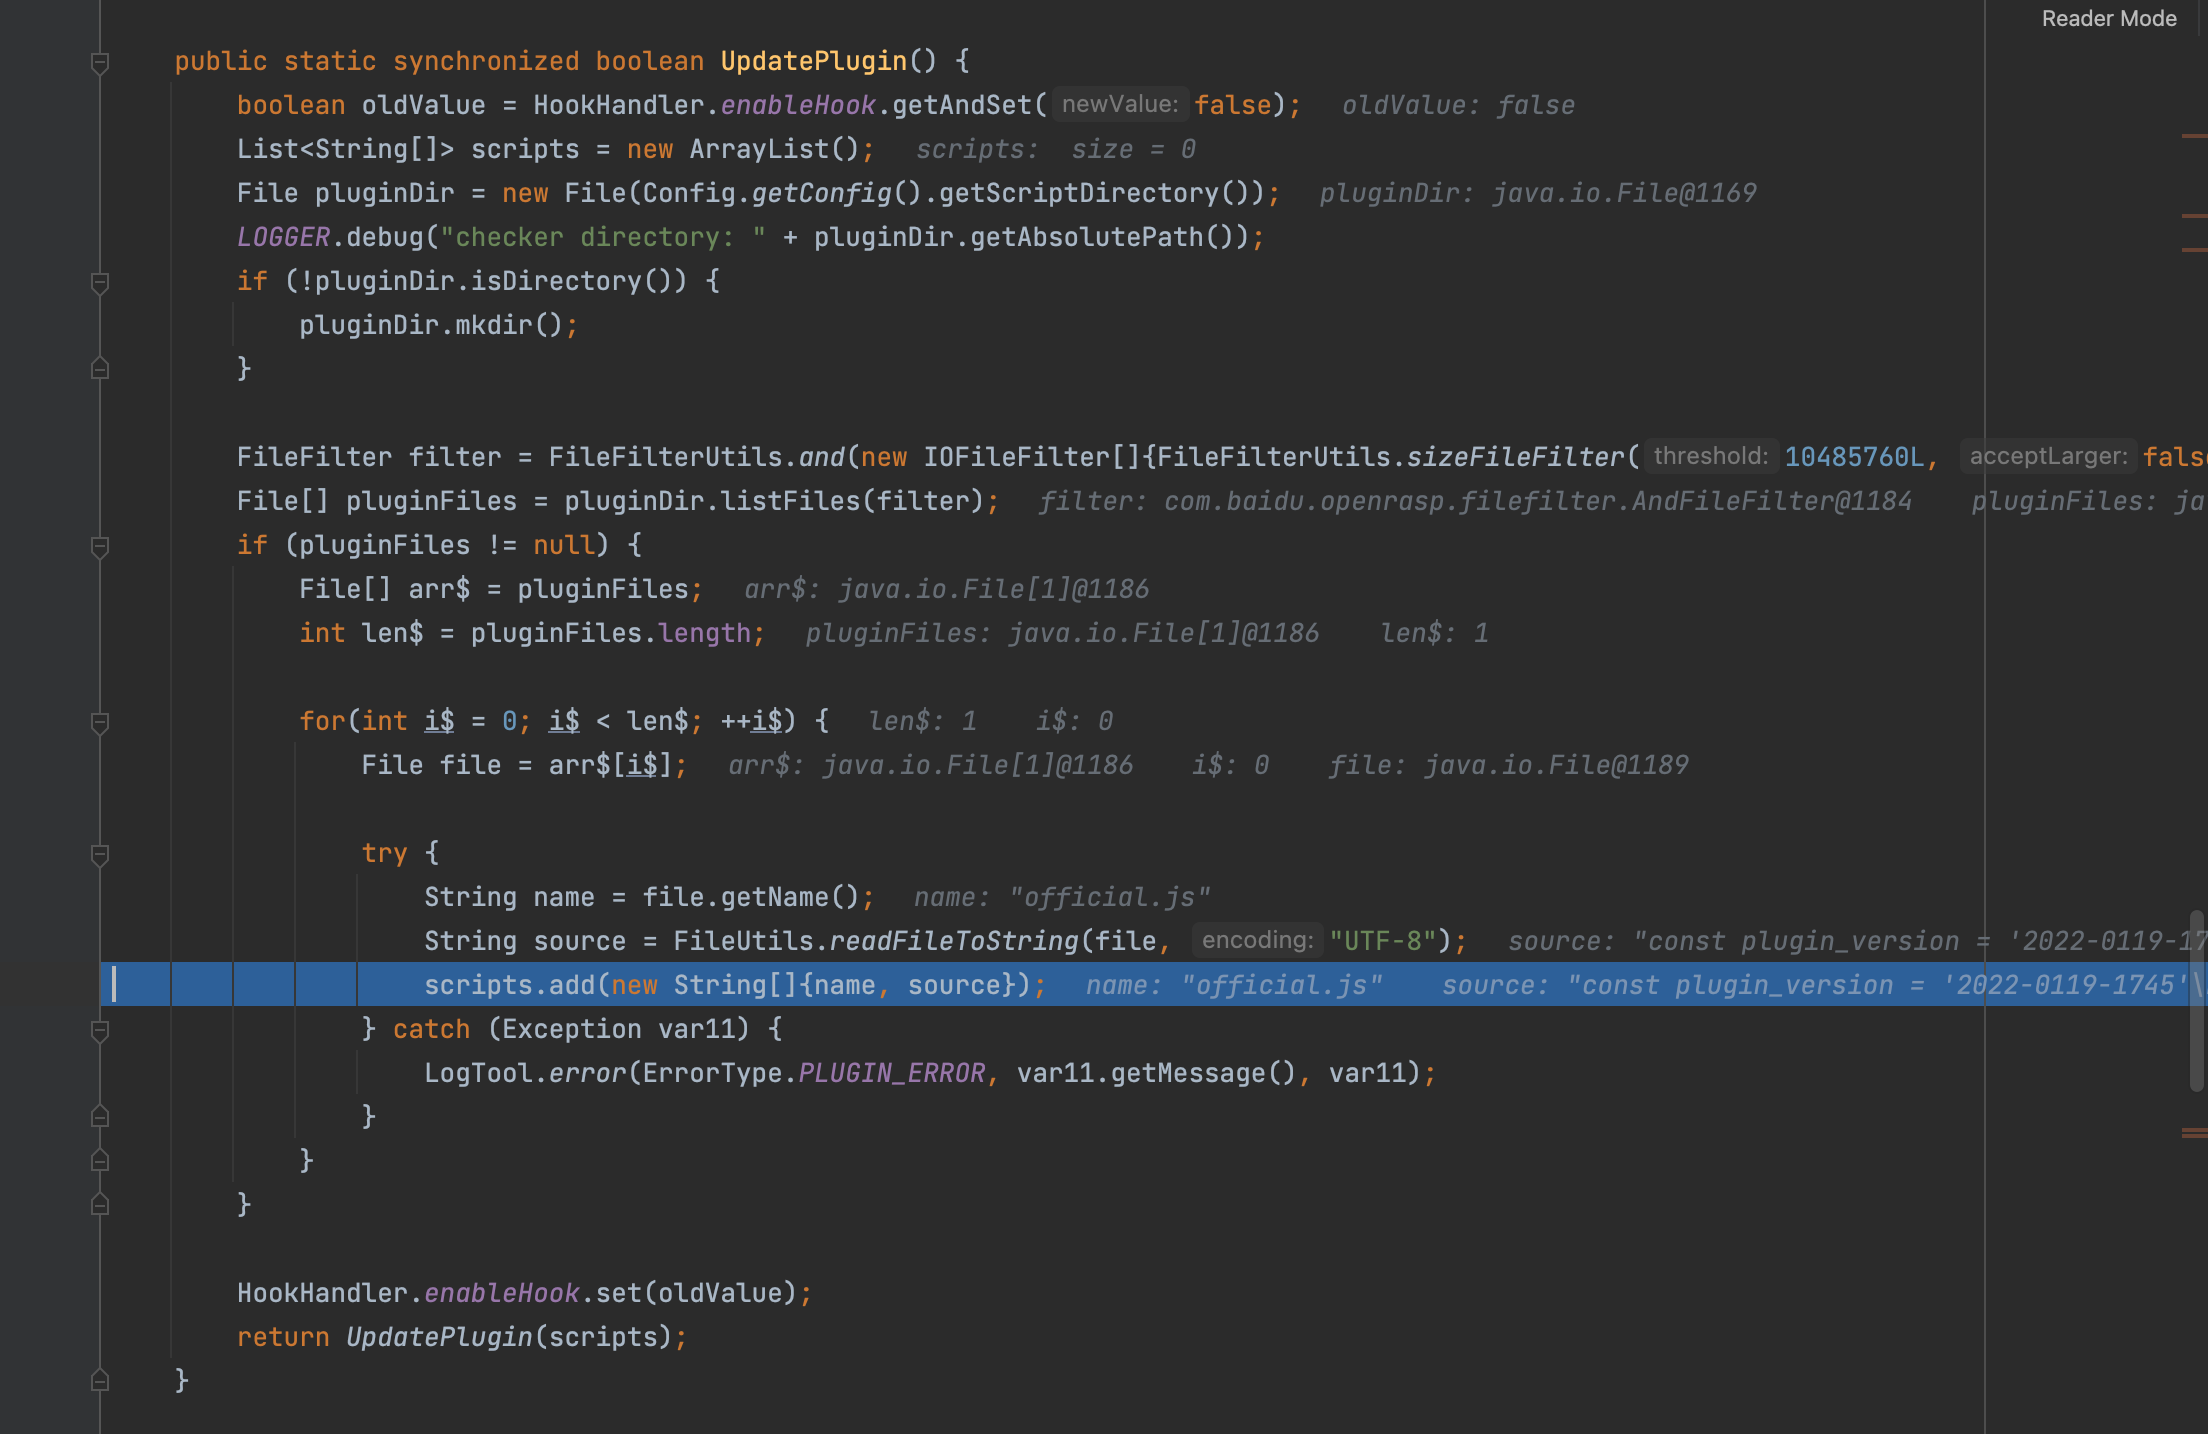 Reader Mode
public static synchronized boolean UpdatePlugin() {
boolean oldValue = HookHandler.enableHook.getAndSet( newValue: false);   oldValue: false
List<String[]> scripts = new ArrayList();   scripts:  size = 0
File pluginDir = new File(Config.getConfig().getScriptDirectory());   pluginDir: java.io.File@1169
LOGGER.debug("checker directory: " + pluginDir.getAbsolutePath());
if (!pluginDir.isDirectory()) {
pluginDir.mkdir();
}
FileFilter filter = FileFilterUtils.and(new IOFileFilter[]{FileFilterUtils.sizeFileFilter( threshold: 10485760L, acceptLarger: fals
File[] pluginFiles = pluginDir.listFiles(filter);   filter: com.baidu.openrasp.filefilter.AndFileFilter@1184    pluginFiles: ja
if (pluginFiles != null) {
File[] arr$ = pluginFiles;   arr$: java.io.File[1]@1186
int len$ = pluginFiles.length;   pluginFiles: java.io.File[1]@1186    len$: 1
for(int i$ = 0; i$ < len$; ++i$) {   len$: 1    i$: 0
File file = arr$[i$];   arr$: java.io.File[1]@1186    i$: 0    file: java.io.File@1189
try {
String name = file.getName();   name: "official.js"
String source = FileUtils.readFileToString(file, encoding: "UTF-8");   source: "const plugin_version = '2022-0119-17
scripts.add(new String[]{name, source});   name: "official.js"    source: "const plugin_version = '2022-0119-1745'\
} catch (Exception var11) {
LogTool.error(ErrorType.PLUGIN_ERROR, var11.getMessage(), var11);
}
}
}
HookHandler.enableHook.set(oldValue);
return UpdatePlugin(scripts);
}